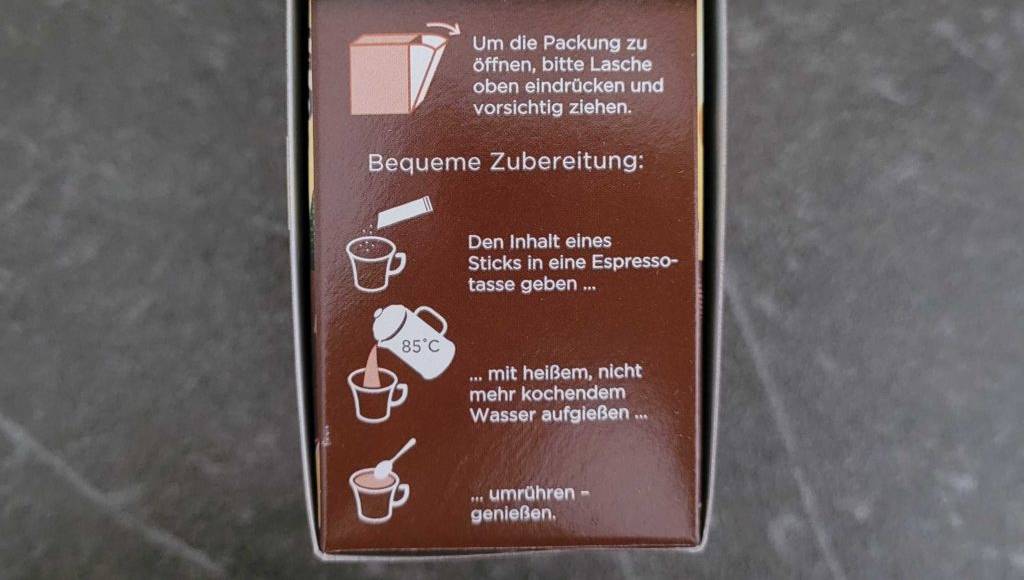 Um die Packung zu
öffnen, bitte Lasche
oben eindrücken und
vorsichtig ziehen.
Bequeme Zubereitung:
Den Inhalt eines
Sticks in eine Espresso-
tasse geben ...
85°C
... mit heißem, nicht
mehr kochendem
Wasser aufgießen ...
... umrühren –
genießen.